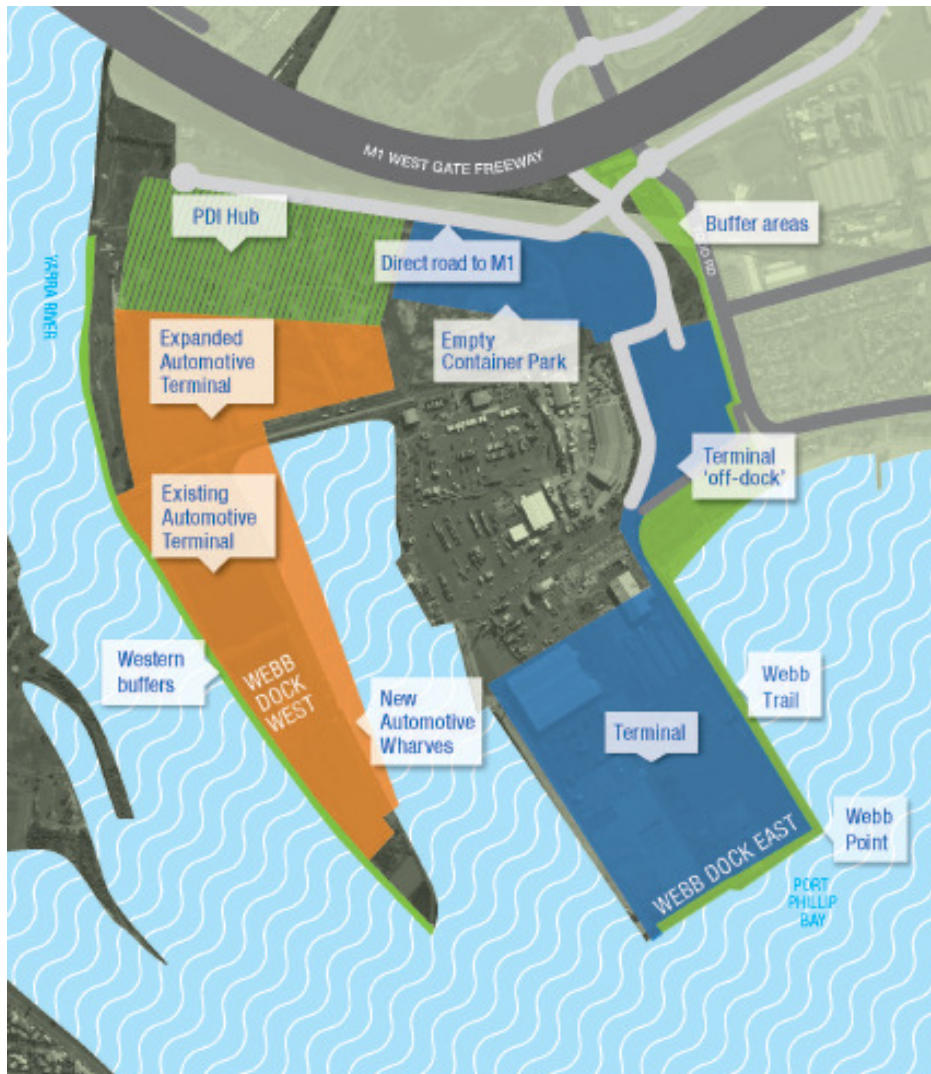 M1 WEST GATE FREEWAY
PDI Hub
Buffer areas
Direct road to M1
YARRA RIVER
Expanded
Automotive
Terminal
Empty
Container Park
Terminal
'off-dock'
Existing
Automotive
Terminal
Western
buffers
WEBB
DOCK
WEST
New
Automotive
Wharves
Webb
Trail
Terminal
Webb
Point
WEBB DOCK EAST
PORT
PHILLIP
BAY